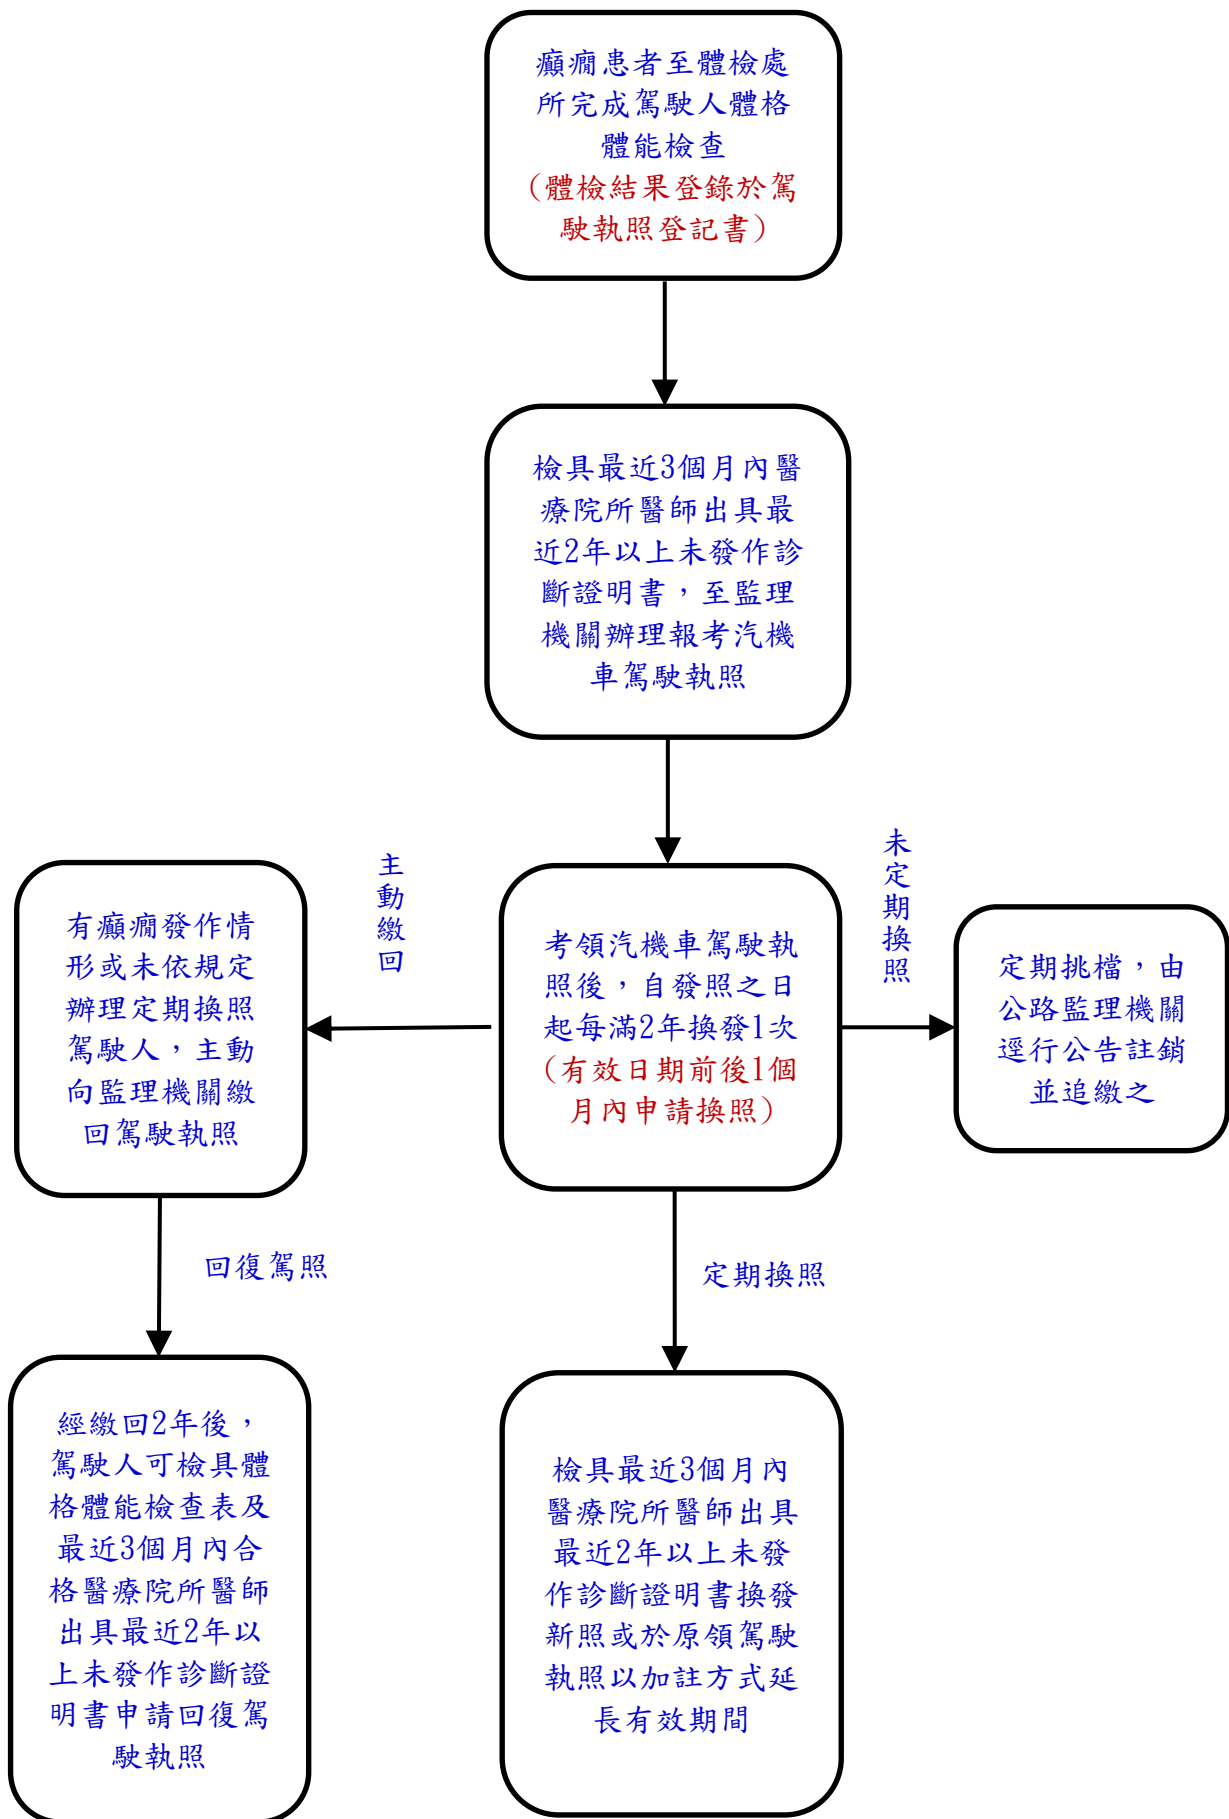 癲癇患者至體檢處
所完成駕駛人體格
體能檢查
(體檢結果登錄於駕
駛執照登記書)
檢具最近3個月內醫
療院所醫師出具最
近2年以上未發作診
斷證明書，至監理
機關辦理報考汽機
車駕駛執照
主動繳回
未定期換照
有癲癇發作情
形或未依規定
辦理定期換照
駕駛人，主動
向監理機關繳
回駕駛執照
考領汽機車駕駛執
照後，自發照之日
起每滿2年換發1次
(有效日期前後1個
月內申請換照)
定期挑檔，由
公路監理機關
逕行公告註銷
並追繳之
回復駕照
定期換照
經繳回2年後，
駕駛人可檢具體
格體能檢查表及
最近3個月內合
格醫療院所醫師
出具最近2年以
上未發作診斷證
明書申請回復駕
駛執照
檢具最近3個月內
醫療院所醫師出具
最近2年以上未發
作診斷證明書換發
新照或於原領駕駛
執照以加註方式延
長有效期間